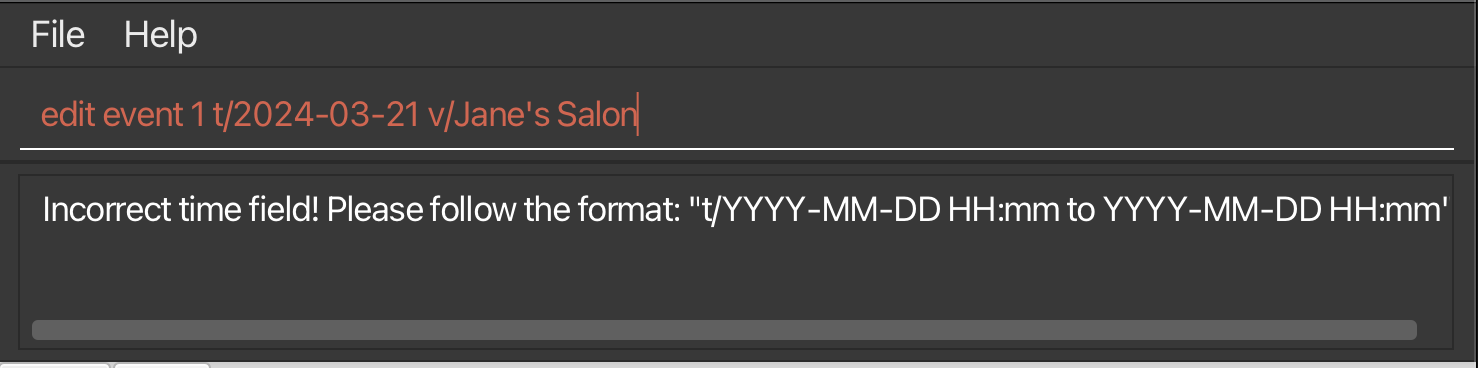 File Help
edit event 1 t/2024-03-21 v/Jane's Salon
Incorrect time field! Please follow the format: "t/YYYY-MM-DD HH:mm to YYYY-MM-DD HH:mm'